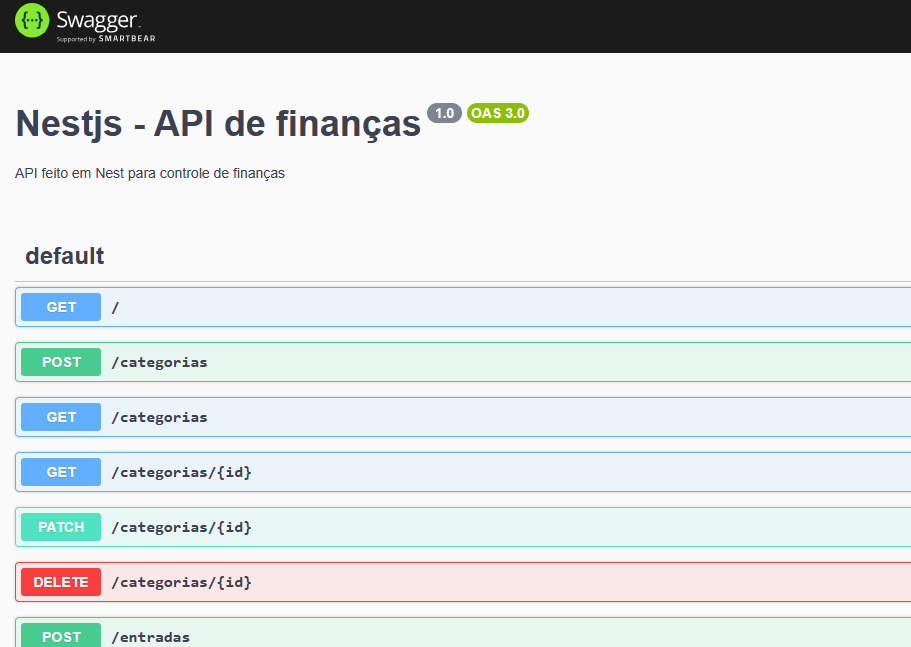 {···} Swagger.
Supported by SMARTBEAR
Nestjs - API de finanças 1.0 OAS 3.0
API feito em Nest para controle de finanças
default
GET /
POST /categorias
GET /categorias
GET /categorias/{id}
PATCH /categorias/{id}
DELETE /categorias/{id}
POST /entradas